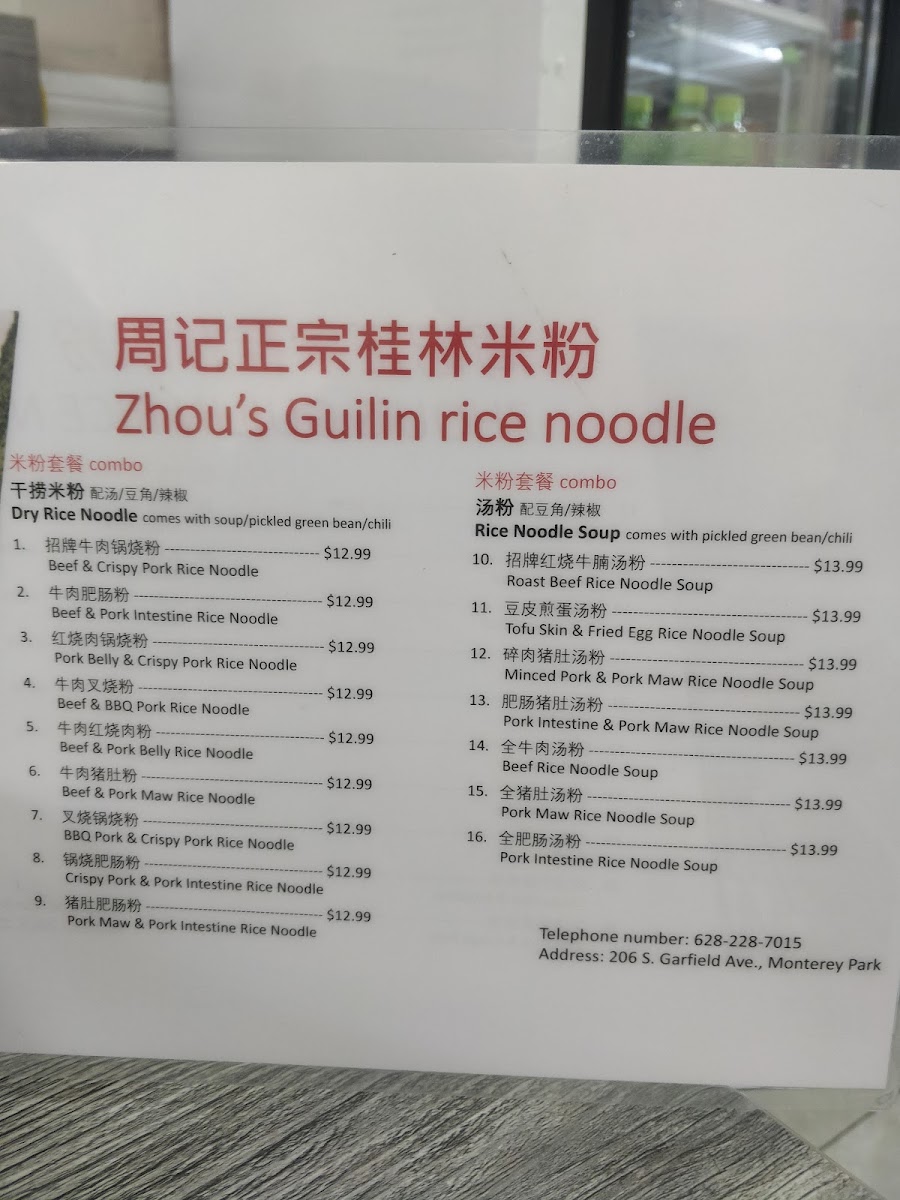 周记正宗桂林米粉
Zhou's Guilin rice noodle
米粉套餐 combo
干捞米粉 配汤/豆角/辣椒
Dry Rice Noodle comes with soup/pickled green bean/chili
1. 招牌牛肉锅烧粉 ---------- $12.99
Beef & Crispy Pork Rice Noodle
2. 牛肉肥肠粉 ---------- $12.99
Beef & Pork Intestine Rice Noodle
3. 红烧肉锅烧粉 ---------- $12.99
Pork Belly & Crispy Pork Rice Noodle
4. 牛肉叉烧粉 ---------- $12.99
Beef & BBQ Pork Rice Noodle
5. 牛肉红烧肉粉 ---------- $12.99
Beef & Pork Belly Rice Noodle
6. 牛肉猪肚粉 ---------- $12.99
Beef & Pork Maw Rice Noodle
7. 叉烧锅烧粉 ---------- $12.99
BBQ Pork & Crispy Pork Rice Noodle
8. 锅烧肥肠粉 ---------- $12.99
Crispy Pork & Pork Intestine Rice Noodle
9. 猪肚肥肠粉 ---------- $12.99
Pork Maw & Pork Intestine Rice Noodle
米粉套餐 combo
汤粉 配豆角/辣椒
Rice Noodle Soup comes with pickled green bean/chili
10. 招牌红烧牛腩汤粉 ---------- $13.99
Roast Beef Rice Noodle Soup
11. 豆皮煎蛋汤粉 ---------- $13.99
Tofu Skin & Fried Egg Rice Noodle Soup
12. 碎肉猪肚汤粉 ---------- $13.99
Minced Pork & Pork Maw Rice Noodle Soup
13. 肥肠猪肚汤粉 ---------- $13.99
Pork Intestine & Pork Maw Rice Noodle Soup
14. 全牛肉汤粉 ---------- $13.99
Beef Rice Noodle Soup
15. 全猪肚汤粉 ---------- $13.99
Pork Maw Rice Noodle Soup
16. 全肥肠汤粉 ---------- $13.99
Pork Intestine Rice Noodle Soup
Telephone number: 628-228-7015
Address: 206 S. Garfield Ave., Monterey Park